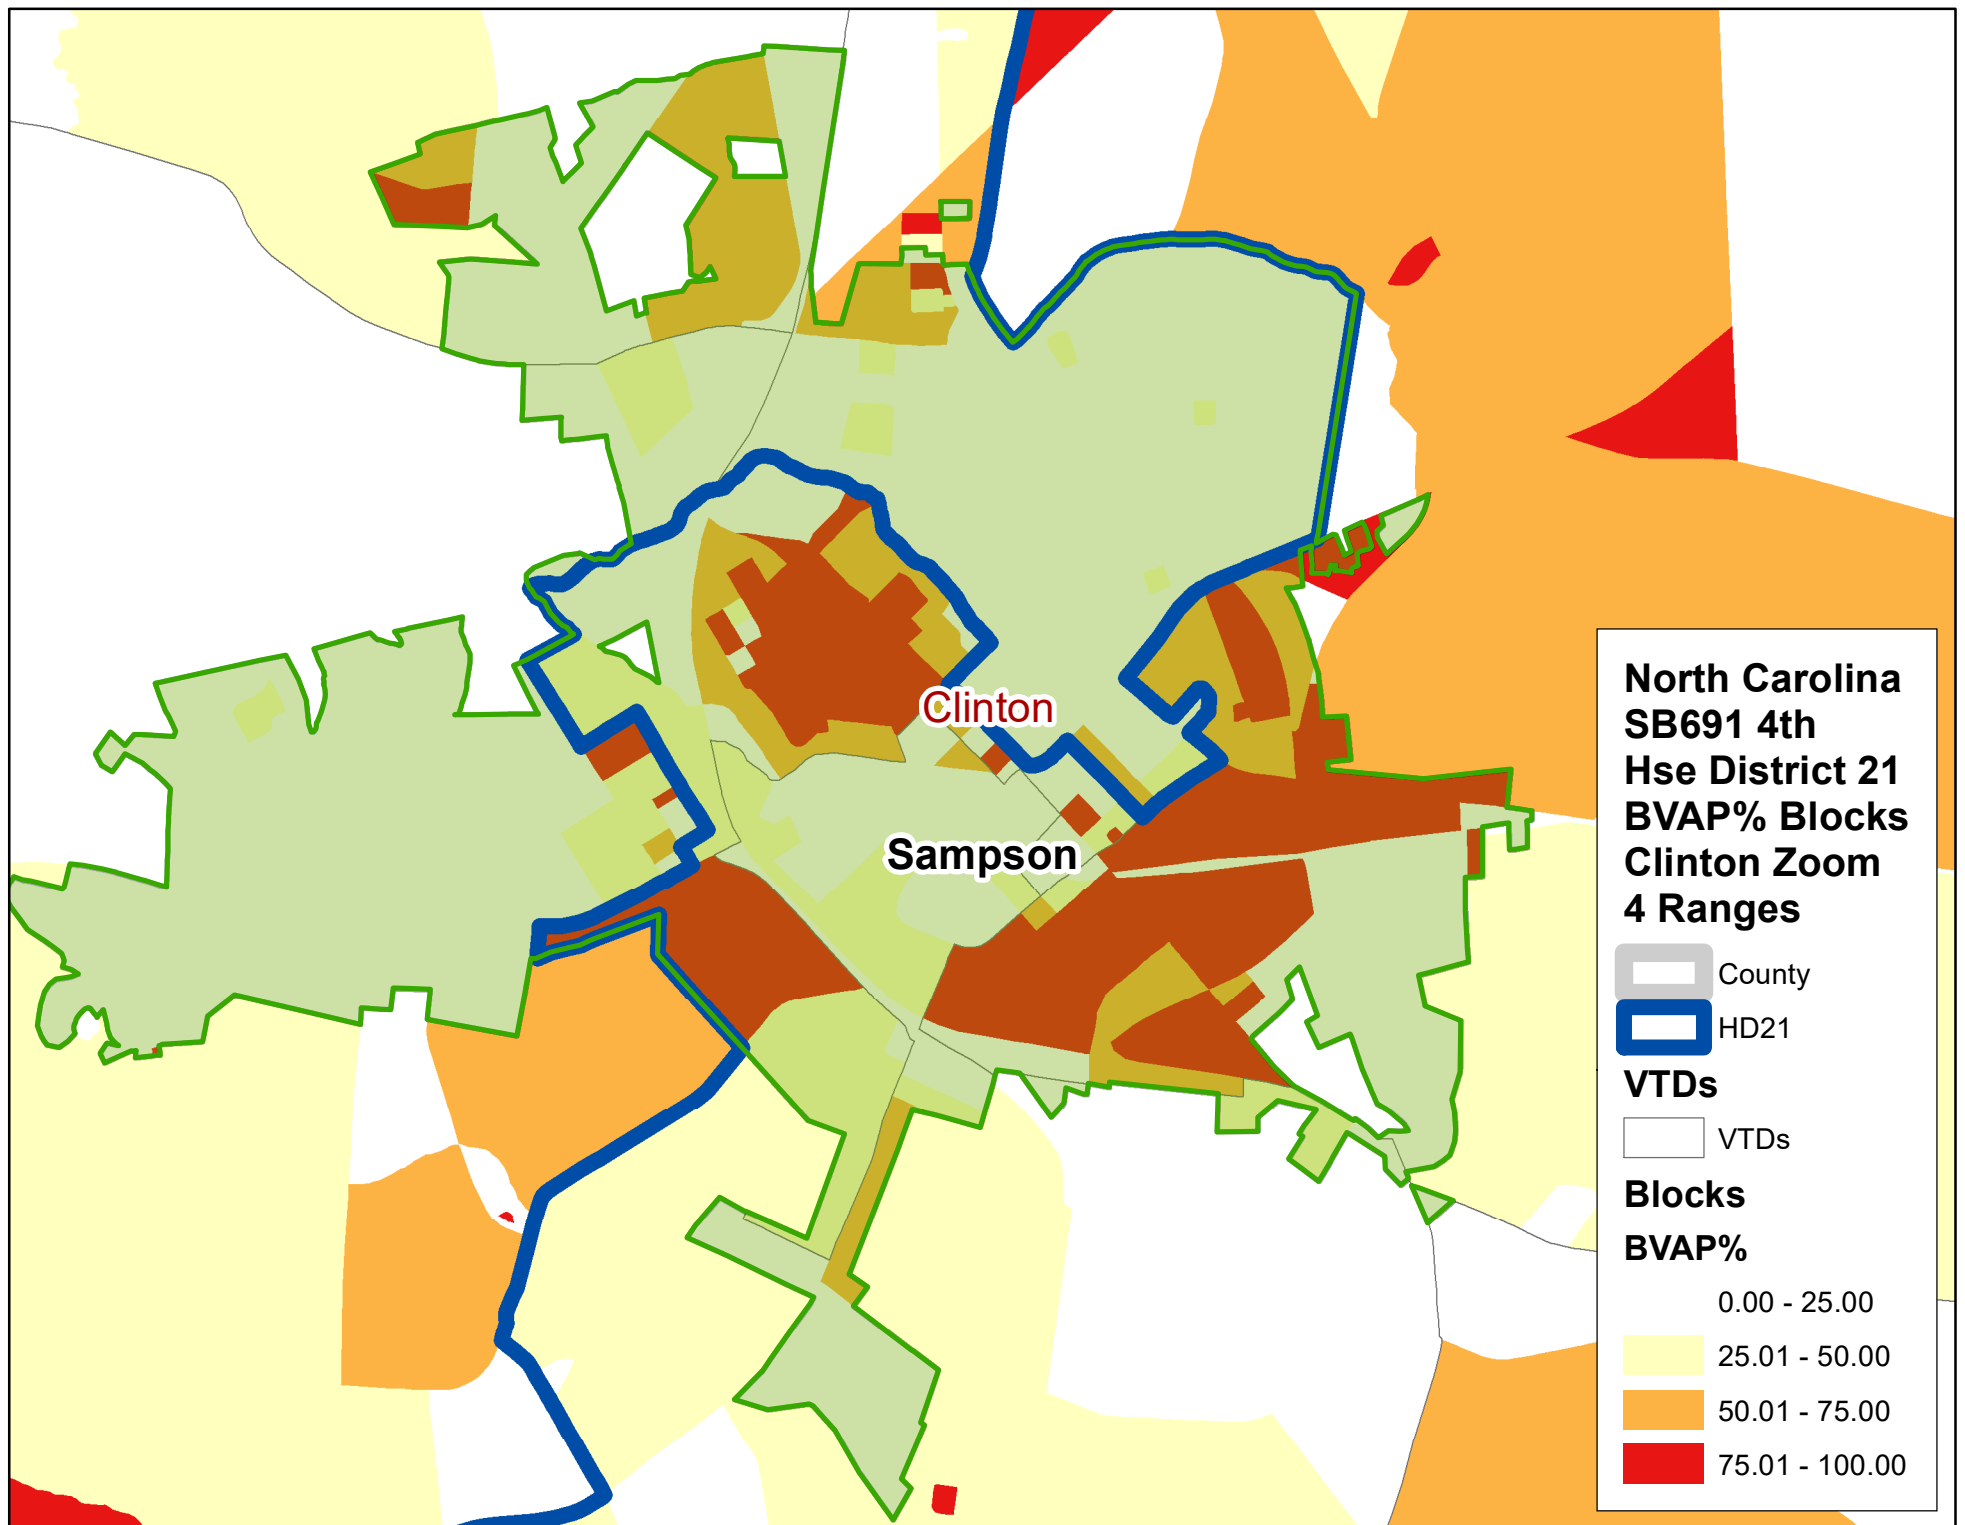 Clinton
Sampson
North Carolina
SB691 4th
Hse District 21
BVAP% Blocks
Clinton Zoom
4 Ranges
County
HD21
VTDs
VTDs
Blocks
BVAP%
0.00 - 25.00
25.01 - 50.00
50.01 - 75.00
75.01 - 100.00